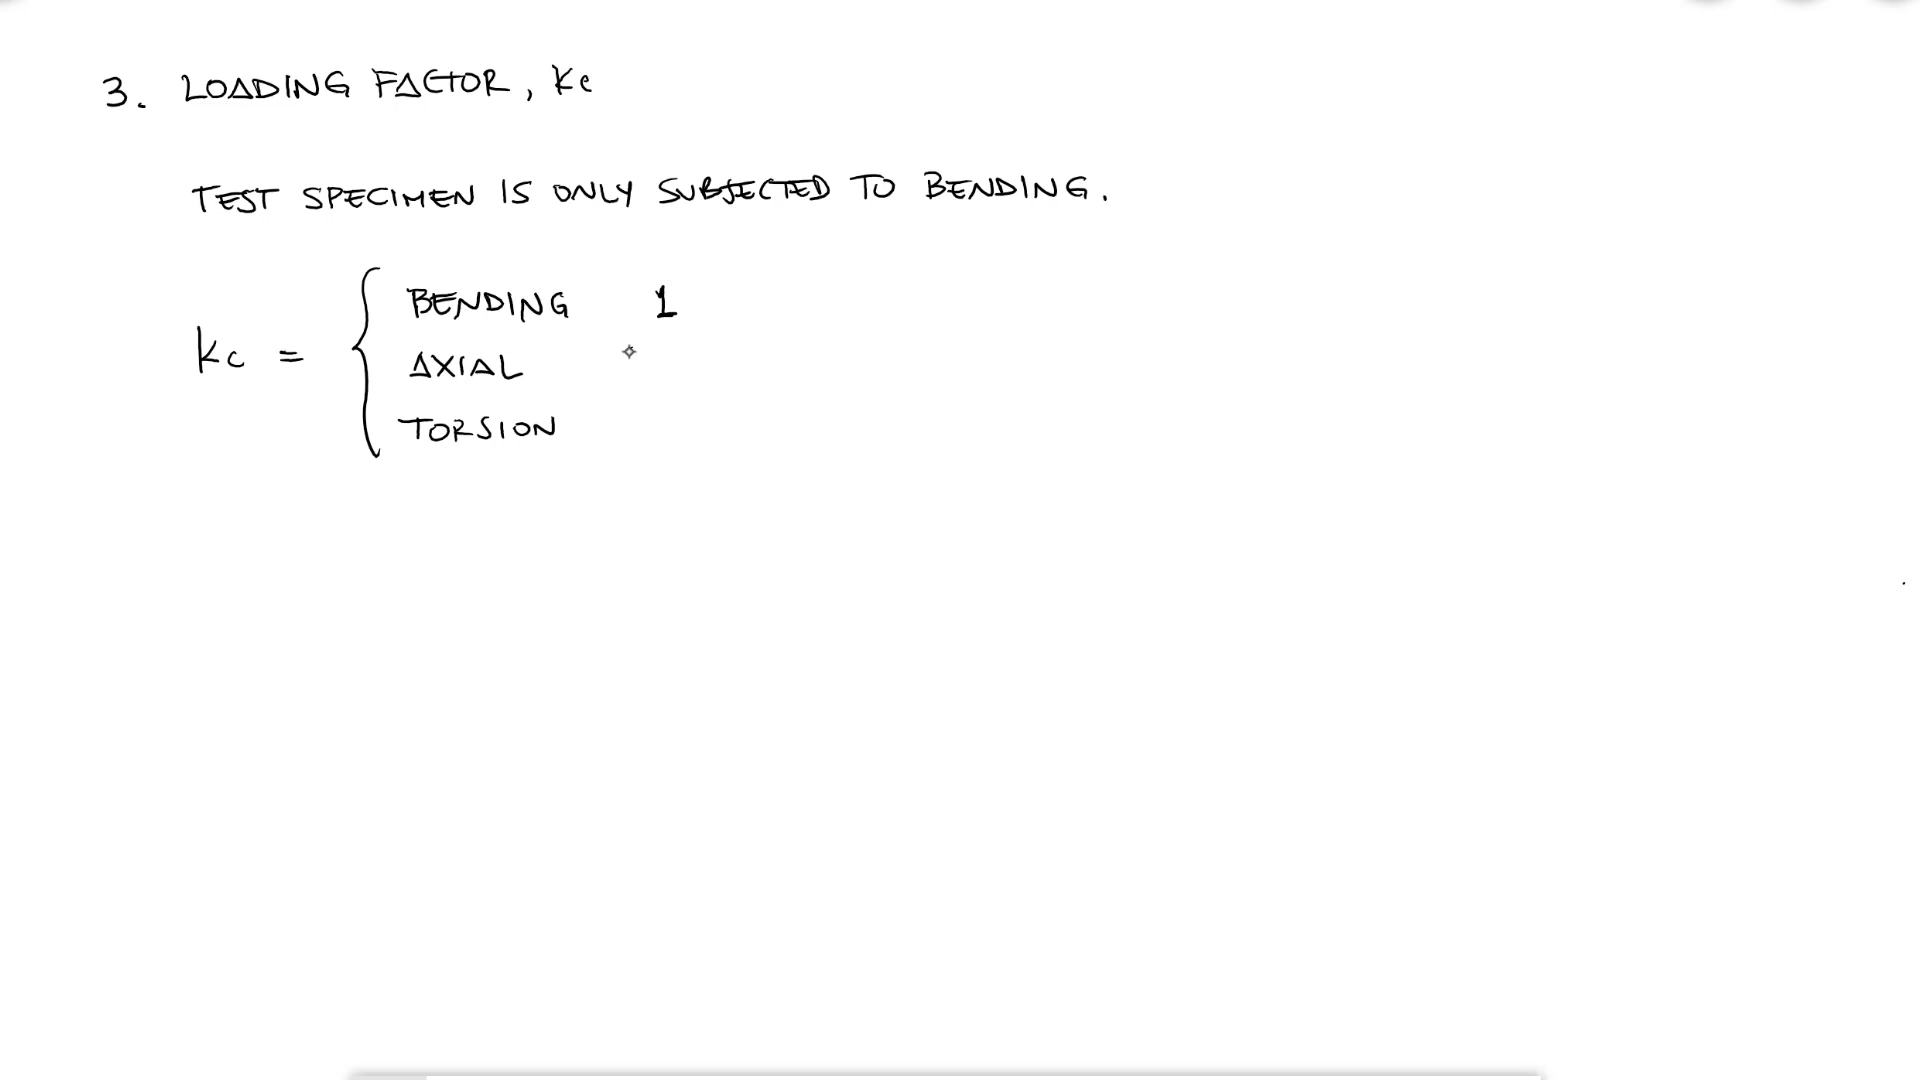 3. LOADING FACTOR, Kc
TEST SPECIMEN IS ONLY SUBJECTED TO BENDING.
Kc =
BENDING 1
AXIAL
TORSION